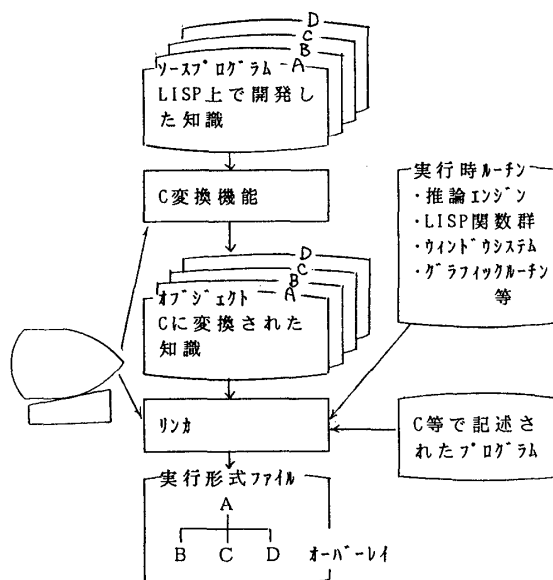 D
C
B
ソースプログラム A
LISP上で開発し
た知識
C変換機能
実行時ルーチン
・推論エンジン
・LISP関数群
・ウィンドウシステム
・グラフィックルーチン
等
D
C
B
オブジェクト A
Cに変換された
知識
リンカ
C等で記述さ
れたプログラム
実行形式ファイル
A
B C D オーバーレイ